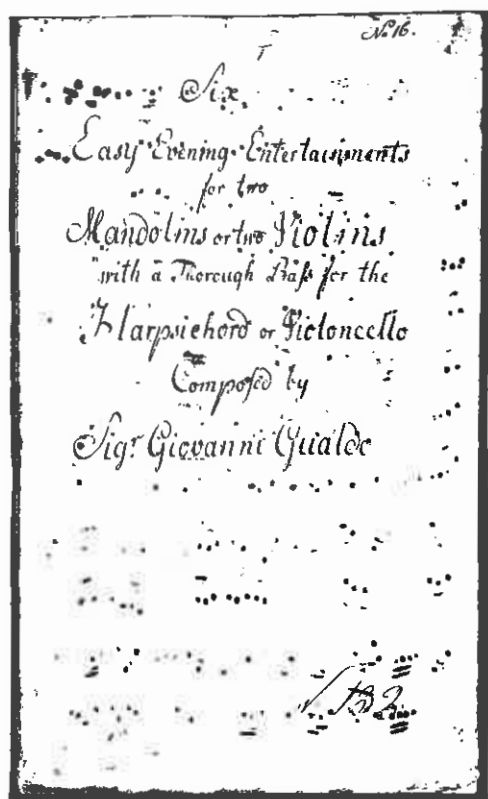 No. 16.
Six
Easy Evening Entertainments
for two
Mandolins or two Violins
with a Thorough Bass for the
Harpsichord or Violoncello
Composed by
Sigr. Giovanni Gualdo